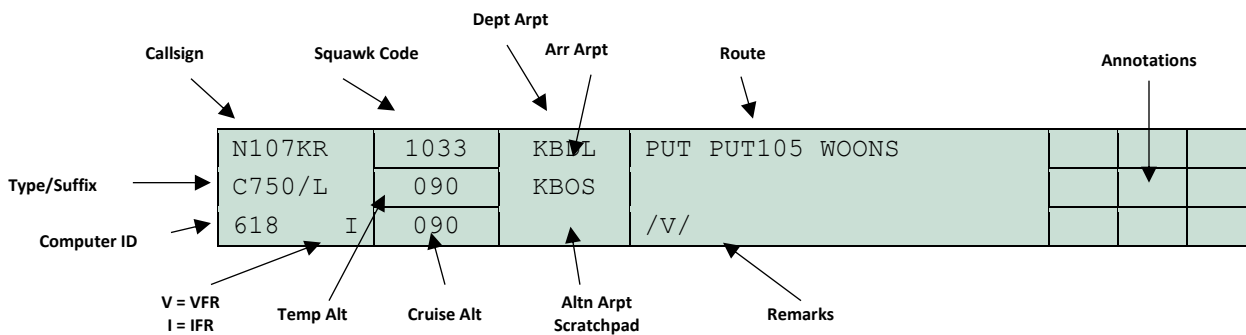 Dept Arpt
Callsign Squawk Code Arr Arpt Route Annotations
N107KR 1033 KBDL PUT PUT105 WOONS
Type/Suffix C750/L 090 KBOS
Computer ID 618 I 090 /V/
V = VFR
I = IFR
Temp Alt Cruise Alt
Altn Arpt
Scratchpad
Remarks